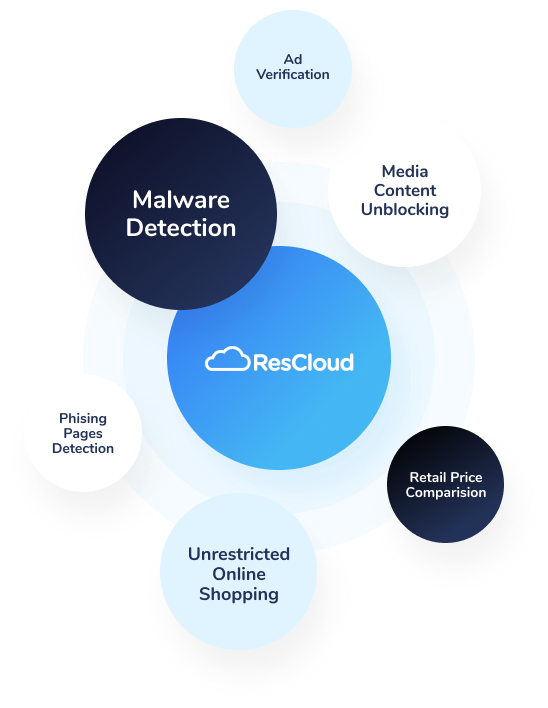 Ad
Verification
Malware
Detection
Media
Content
Unblocking
ResCloud
Phising
Pages
Detection
Retail Price
Comparision
Unrestricted
Online
Shopping